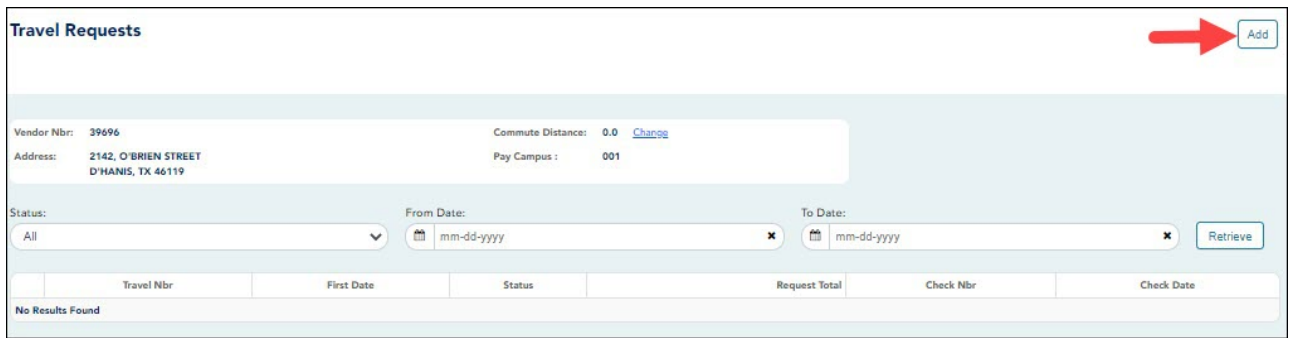 Travel Requests
Add
Vendor Nbr: 39696 Commute Distance: 0.0 Change
Address: 2142, O'BRIEN STREET Pay Campus : 001
D'HANIS, TX 46119
Status: From Date: To Date:
All mm-dd-yyyy mm-dd-yyyy Retrieve
Travel Nbr First Date Status Request Total Check Nbr Check Date
No Results Found